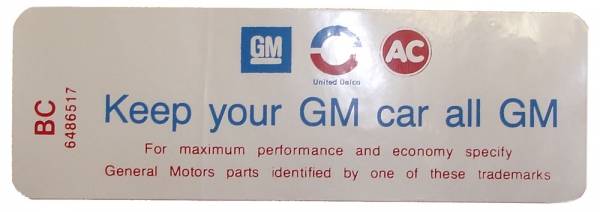 GM
AC
United Delco
BC
6486517
Keep your GM car all GM
For maximum performance and economy specify
General Motors parts identified by one of these trademarks